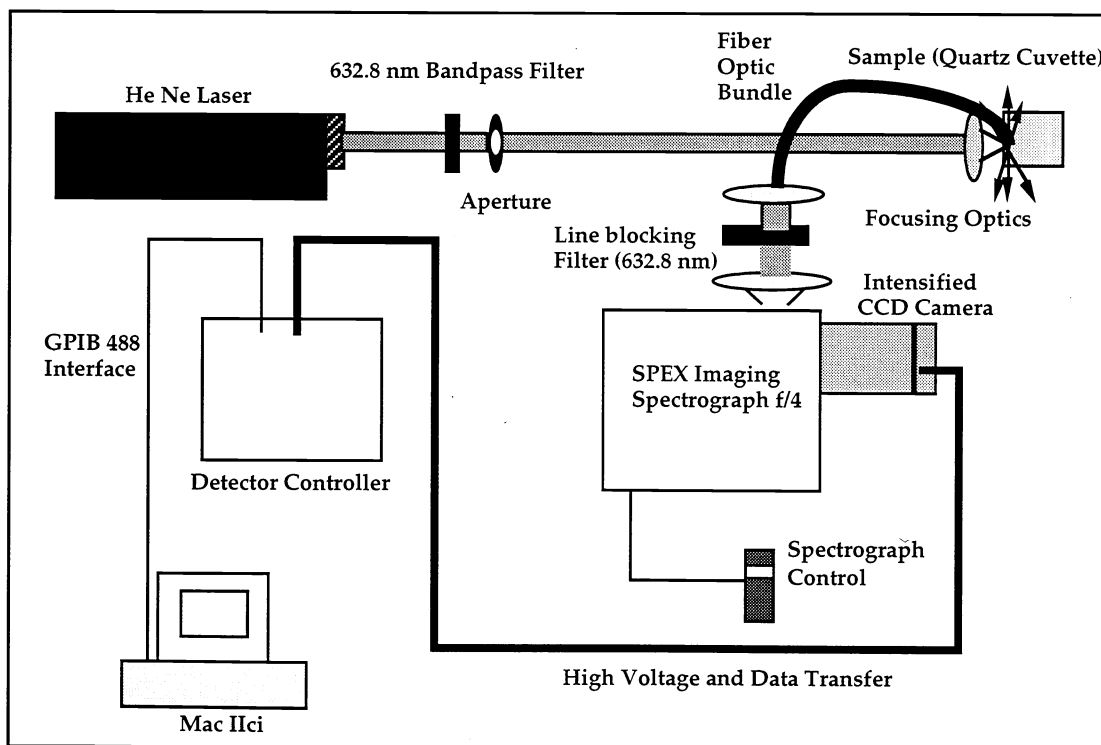 Fiber
Optic
Bundle
Sample (Quartz Cuvette)
632.8 nm Bandpass Filter
He Ne Laser
Aperture
Focusing Optics
Line blocking
Filter (632.8 nm)
Intensified
CCD Camera
GPIB 488
Interface
SPEX Imaging
Spectrograph f/4
Detector Controller
Spectrograph
Control
High Voltage and Data Transfer
Mac IIci